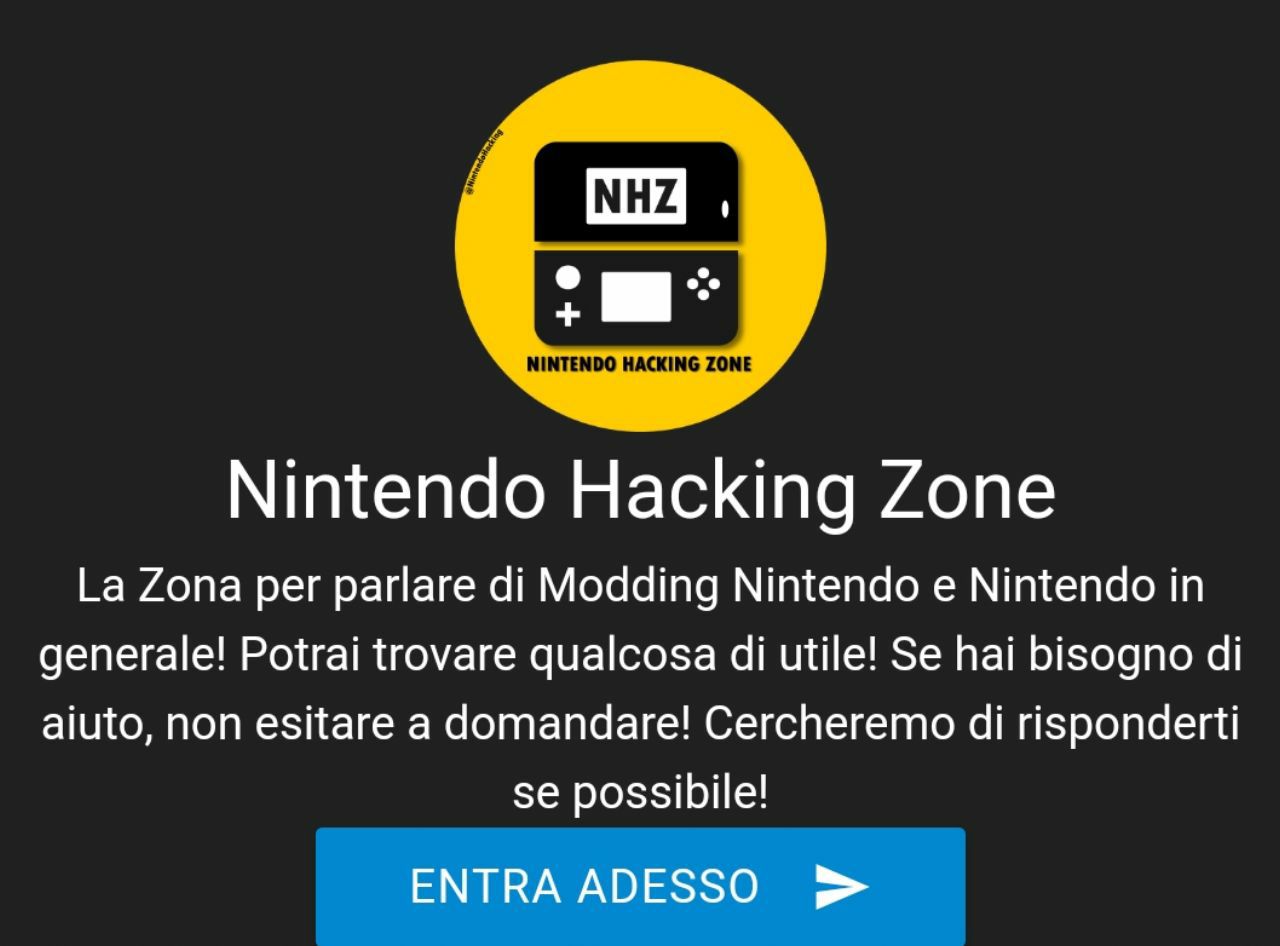 @NintendoHacking
NHZ
NINTENDO HACKING ZONE
Nintendo Hacking Zone
La Zona per parlare di Modding Nintendo e Nintendo in
generale! Potrai trovare qualcosa di utile! Se hai bisogno di
aiuto, non esitare a domandare! Cercheremo di risponderti
se possibile!
ENTRA ADESSO